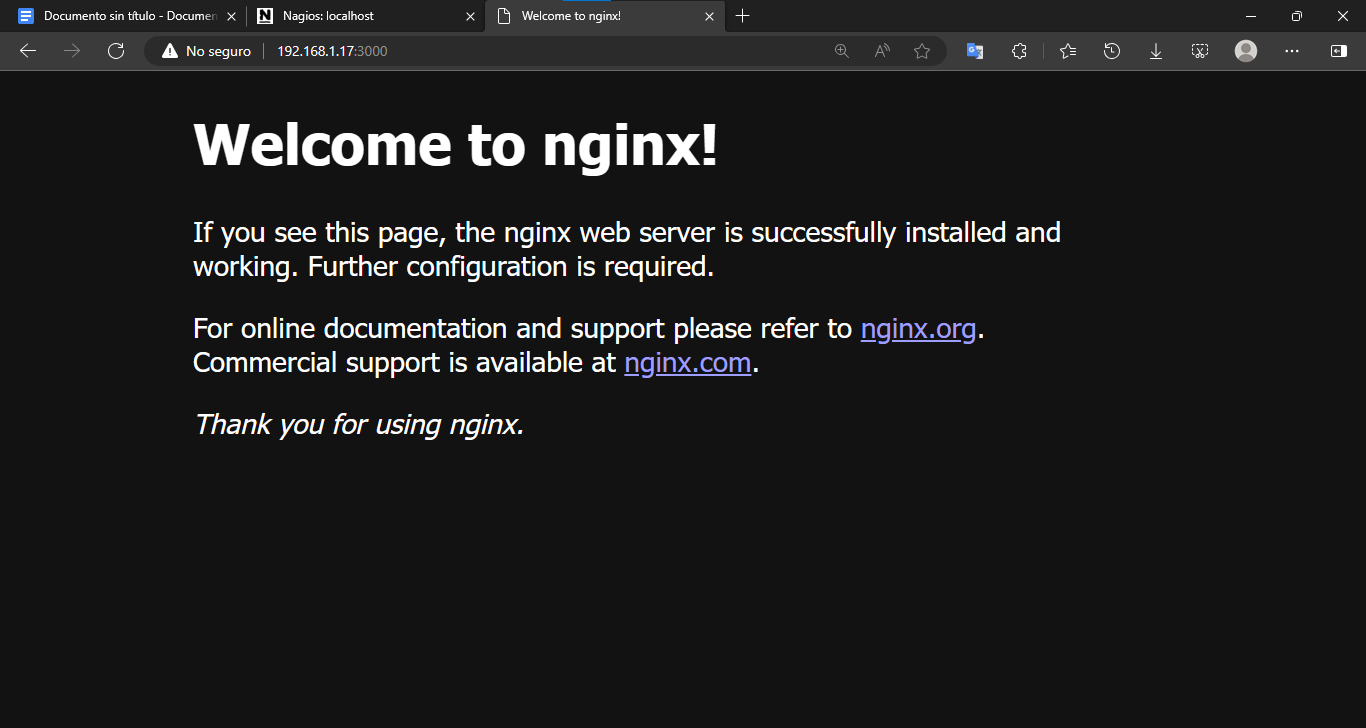 Documento sin título - Documen
Nagios: localhost
Welcome to nginx!
No seguro
192.168.1.17:3000
Welcome to nginx!
If you see this page, the nginx web server is successfully installed and
working. Further configuration is required.
For online documentation and support please refer to nginx.org.
Commercial support is available at nginx.com.
Thank you for using nginx.